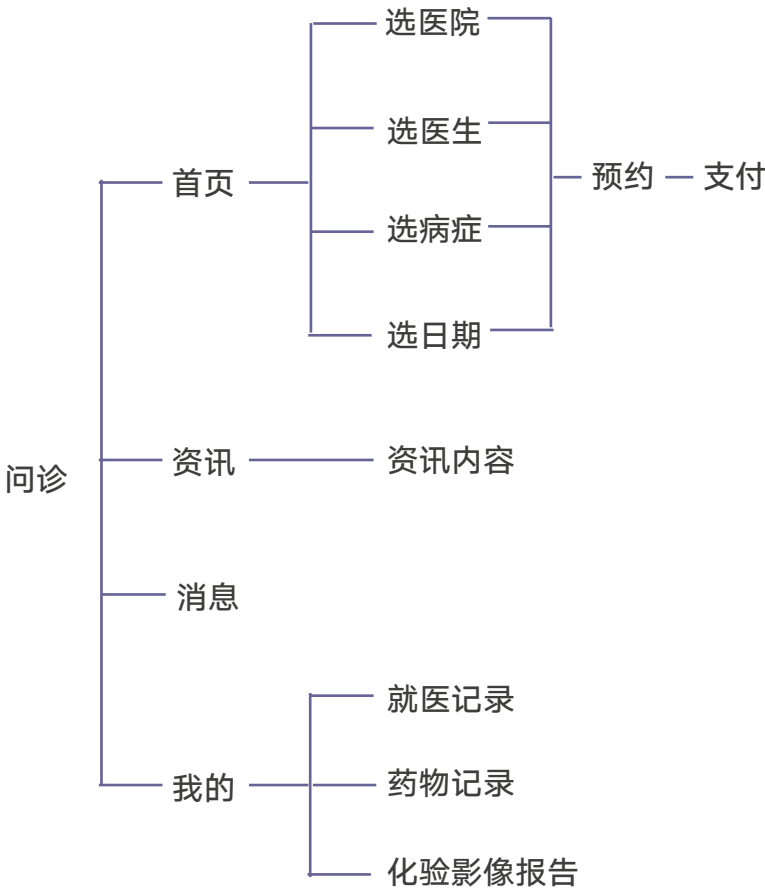 问诊
首页
选医院
选医生
选病症
选日期
预约
支付
资讯
资讯内容
消息
我的
就医记录
药物记录
化验影像报告